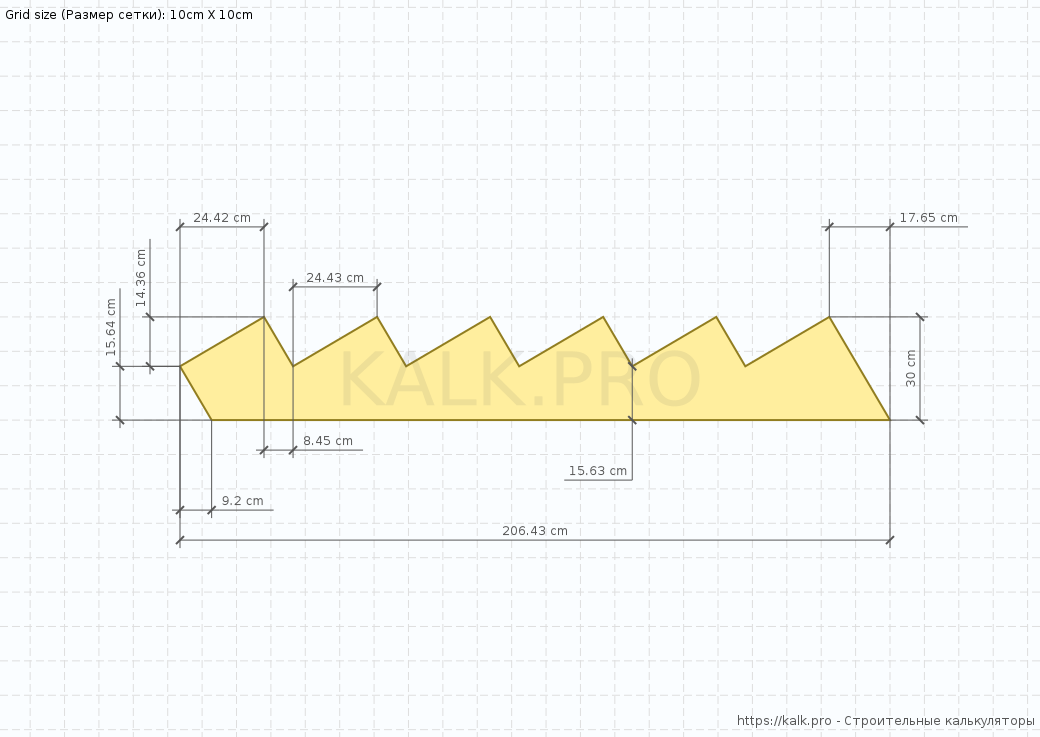 Grid size (Размер сетки): 10cm X 10cm
24.42 cm
17.65 cm
14.36 cm
24.43 cm
15.64 cm
30 cm
KALK.PRO
8.45 cm
15.63 cm
9.2 cm
206.43 cm
https://kalk.pro - Строительные калькуляторы